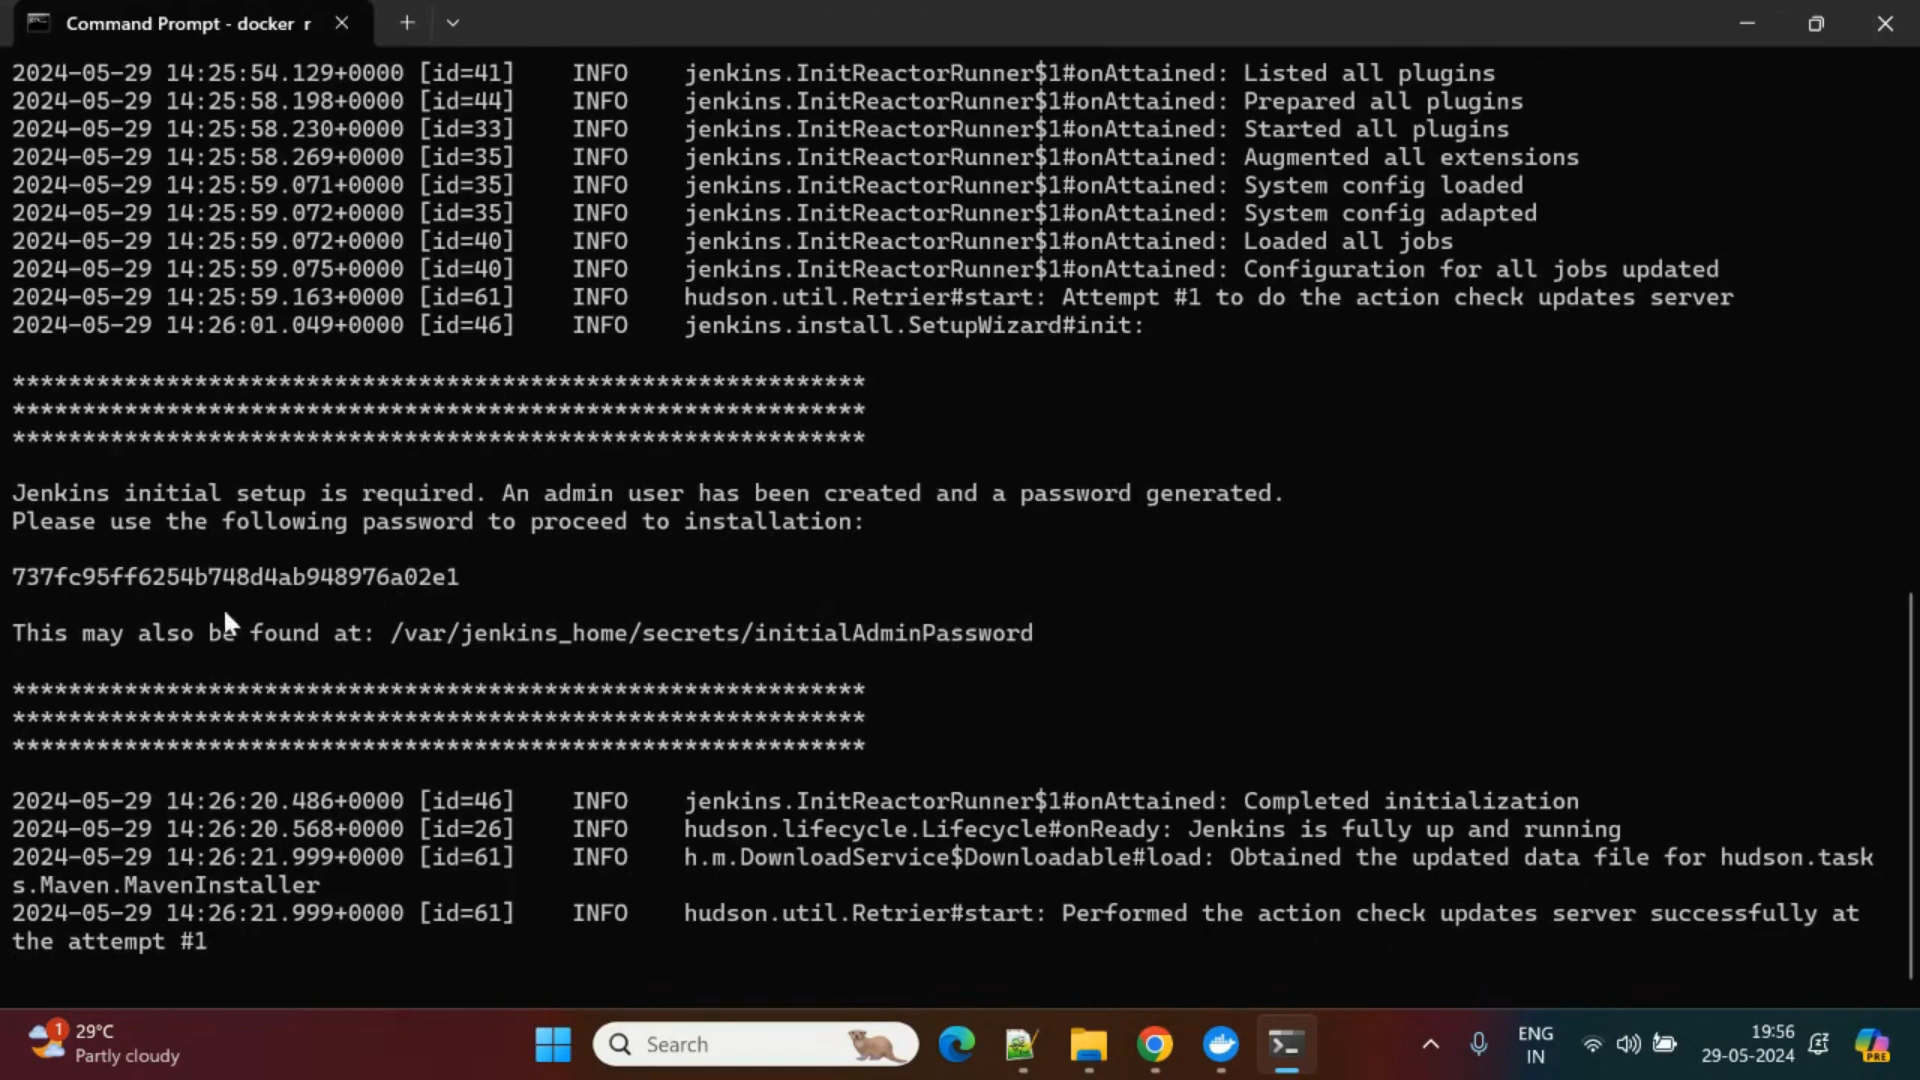 Command Prompt - docker r
2024-05-29 14:25:54.129+0000 [id=41] INFO jenkins.InitReactorRunner$1#onAttained: Listed all plugins
2024-05-29 14:25:58.198+0000 [id=44] INFO jenkins.InitReactorRunner$1#onAttained: Prepared all plugins
2024-05-29 14:25:58.230+0000 [id=33] INFO jenkins.InitReactorRunner$1#onAttained: Started all plugins
2024-05-29 14:25:58.269+0000 [id=35] INFO jenkins.InitReactorRunner$1#onAttained: Augmented all extensions
2024-05-29 14:25:59.071+0000 [id=35] INFO jenkins.InitReactorRunner$1#onAttained: System config loaded
2024-05-29 14:25:59.072+0000 [id=35] INFO jenkins.InitReactorRunner$1#onAttained: System config adapted
2024-05-29 14:25:59.072+0000 [id=40] INFO jenkins.InitReactorRunner$1#onAttained: Loaded all jobs
2024-05-29 14:25:59.075+0000 [id=40] INFO jenkins.InitReactorRunner$1#onAttained: Configuration for all jobs updated
2024-05-29 14:25:59.163+0000 [id=61] INFO hudson.util.Retrier#start: Attempt #1 to do the action check updates server
2024-05-29 14:26:01.049+0000 [id=46] INFO jenkins.install.SetupWizard#init:
*************************************************************
*************************************************************
*************************************************************
Jenkins initial setup is required. An admin user has been created and a password generated.
Please use the following password to proceed to installation:
737fc95ff6254b748d4ab948976a02e1
This may also be found at: /var/jenkins_home/secrets/initialAdminPassword
*************************************************************
*************************************************************
*************************************************************
2024-05-29 14:26:20.486+0000 [id=46] INFO jenkins.InitReactorRunner$1#onAttained: Completed initialization
2024-05-29 14:26:20.568+0000 [id=26] INFO hudson.lifecycle.Lifecycle#onReady: Jenkins is fully up and running
2024-05-29 14:26:21.999+0000 [id=61] INFO h.m.DownloadService$Downloadable#load: Obtained the updated data file for hudson.task
s.Maven.MavenInstaller
2024-05-29 14:26:21.999+0000 [id=61] INFO hudson.util.Retrier#start: Performed the action check updates server successfully at
the attempt #1
1
29°C
Partly cloudy
Search
ENG
IN
19:56
29-05-2024
PRE